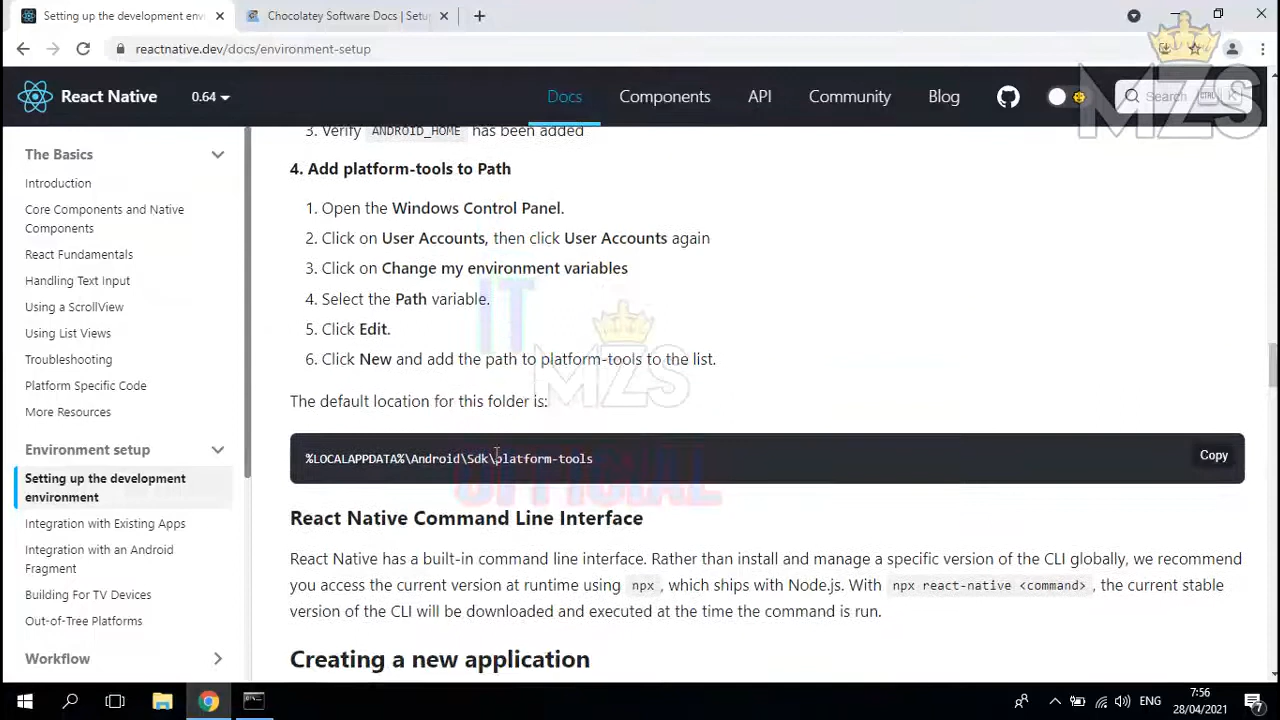 Setting up the development envi
Chocolatey Software Docs | Setu
reactnative.dev/docs/environment-setup
MZS
React Native
0.64
Docs
Components
API
Community
Blog
Search
CTRL
K
The Basics
Introduction
Core Components and Native
Components
React Fundamentals
Handling Text Input
Using a ScrollView
Using List Views
Troubleshooting
Platform Specific Code
More Resources
Environment setup
Setting up the development
environment
Integration with Existing Apps
Integration with an Android
Fragment
Building For TV Devices
Out-of-Tree Platforms
Workflow
3. Verify ANDROID_HOME has been added
4. Add platform-tools to Path
1. Open the Windows Control Panel.
2. Click on User Accounts, then click User Accounts again
3. Click on Change my environment variables
4. Select the Path variable.
5. Click Edit.
6. Click New and add the path to platform-tools to the list.
The default location for this folder is:
%LOCALAPPDATA%\Android\Sdk\platform-tools
Copy
IT
MZS
OFFICIAL
React Native Command Line Interface
React Native has a built-in command line interface. Rather than install and manage a specific version of the CLI globally, we recommend
you access the current version at runtime using npx, which ships with Node.js. With npx react-native <command>, the current stable
version of the CLI will be downloaded and executed at the time the command is run.
Creating a new application
ENG
7:56
28/04/2021
7